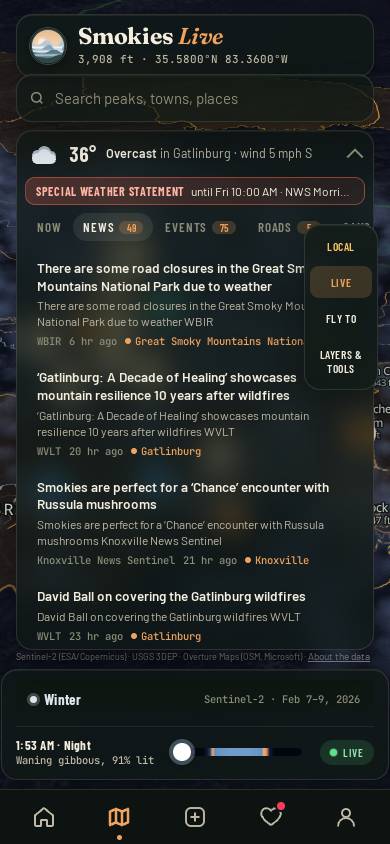 Smokies Live
3,908 ft · 35.5800°N 83.3600°W
Search peaks, towns, places
36° Overcast in Gatlinburg · wind 5 mph S
SPECIAL WEATHER STATEMENT until Fri 10:00 AM · NWS Morri…
NOW NEWS 49 EVENTS 75 ROADS
LOCAL
LIVE
FLY TO
LAYERS &
TOOLS
There are some road closures in the Great
Mountains National Park due to weather
There are some road closures in the Great Smoky
National Park due to weather WBIR
WBIR 6 hr ago Great Smoky Mountains
'Gatlinburg: A Decade of Healing' showcases
mountain resilience 10 years after wildfires
'Gatlinburg: A Decade of Healing' showcases mountain
resilience 10 years after wildfires WVLT
WVLT 20 hr ago Gatlinburg
Smokies are perfect for a 'Chance' encounter with
Russula mushrooms
Smokies are perfect for a 'Chance' encounter with Russula
mushrooms Knoxville News Sentinel
Knoxville News Sentinel 21 hr ago Knoxville
David Ball on covering the Gatlinburg wildfires
David Ball on covering the Gatlinburg wildfires WVLT
WVLT 23 hr ago Gatlinburg
Sentinel-2 (ESA/Copernicus) · USGS 3DEP · Overture Maps (OSM, Microsoft) · About the data
Winter Sentinel-2 · Feb 7–9, 2026
1:53 AM · Night
Waning gibbous, 91% lit
LIVE